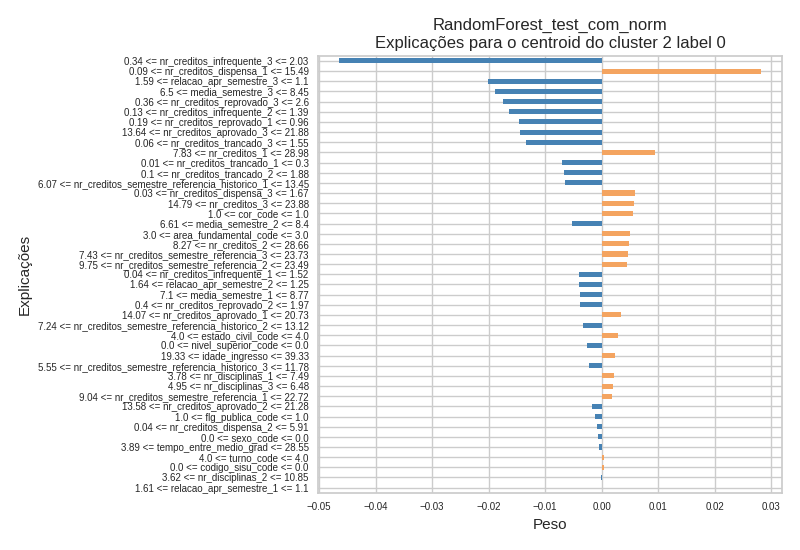 RandomForest_test_com_norm
Explicações para o centroid do cluster 2 label 0
0.34 <= nr_creditos_infrequente_3 <= 2.03
0.09 <= nr_creditos_dispensa_1 <= 15.49
1.59 <= relacao_apr_semestre_3 <= 1.1
6.5 <= media_semestre_3 <= 8.45
0.36 <= nr_creditos_reprovado_3 <= 2.6
0.13 <= nr_creditos_infrequente_2 <= 1.39
0.19 <= nr_creditos_reprovado_1 <= 0.96
13.64 <= nr_creditos_aprovado_3 <= 21.88
0.06 <= nr_creditos_trancado_3 <= 1.55
7.83 <= nr_creditos_1 <= 28.98
0.01 <= nr_creditos_trancado_1 <= 0.3
0.1 <= nr_creditos_trancado_2 <= 1.88
6.07 <= nr_creditos_semestre_referencia_historico_1 <= 13.45
0.03 <= nr_creditos_dispensa_3 <= 1.67
14.79 <= nr_creditos_3 <= 23.88
1.0 <= cor_code <= 1.0
6.61 <= media_semestre_2 <= 8.4
3.0 <= area_fundamental_code <= 3.0
8.27 <= nr_creditos_2 <= 28.66
7.43 <= nr_creditos_semestre_referencia_3 <= 23.73
9.75 <= nr_creditos_semestre_referencia_2 <= 23.49
0.04 <= nr_creditos_infrequente_1 <= 1.52
1.64 <= relacao_apr_semestre_2 <= 1.25
7.1 <= media_semestre_1 <= 8.77
0.4 <= nr_creditos_reprovado_2 <= 1.97
14.07 <= nr_creditos_aprovado_1 <= 20.73
7.24 <= nr_creditos_semestre_referencia_historico_2 <= 13.12
4.0 <= estado_civil_code <= 4.0
0.0 <= nivel_superior_code <= 0.0
19.33 <= idade_ingresso <= 39.33
5.55 <= nr_creditos_semestre_referencia_historico_3 <= 11.78
3.78 <= nr_disciplinas_1 <= 7.49
4.95 <= nr_disciplinas_3 <= 6.48
9.04 <= nr_creditos_semestre_referencia_1 <= 22.72
13.58 <= nr_creditos_aprovado_2 <= 21.28
1.0 <= flg_publica_code <= 1.0
0.04 <= nr_creditos_dispensa_2 <= 5.91
0.0 <= sexo_code <= 0.0
3.89 <= tempo_entre_medio_grad <= 28.55
4.0 <= turno_code <= 4.0
0.0 <= codigo_sisu_code <= 0.0
3.62 <= nr_disciplinas_2 <= 10.85
1.61 <= relacao_apr_semestre_1 <= 1.1
Explicações
−0.05 −0.04 −0.03 −0.02 −0.01 0.00 0.01 0.02 0.03
Peso